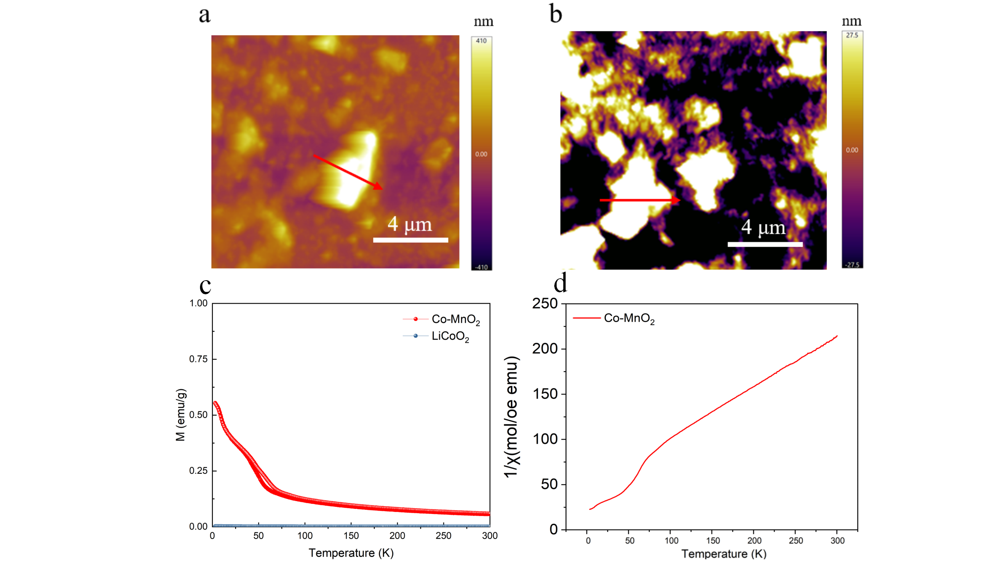 a
nm
410
0.00
-410
4 μm
b
nm
27.5
0.00
-27.5
4 μm
c
1.00
0.75
0.50
0.25
0.00
M (emu/g)
Co-MnO₂
LiCoO₂
0 50 100 150 200 250 300
Temperature (K)
d
250
200
150
100
50
0
1/χ(mol/oe emu)
Co-MnO₂
0 50 100 150 200 250 300
Temperature (K)